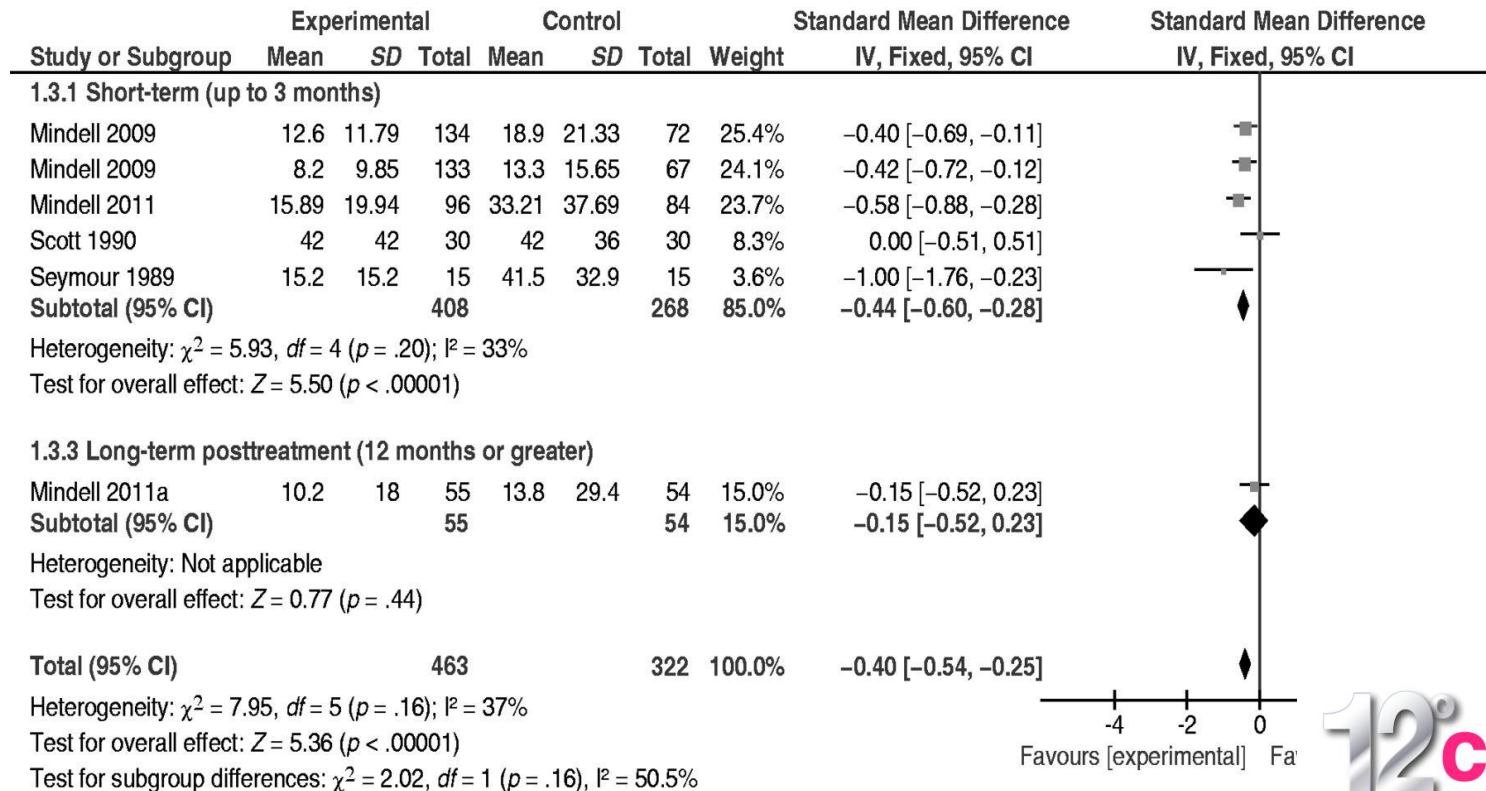 Experimental Control Standard Mean Difference Standard Mean Difference
Study or Subgroup Mean SD Total Mean SD Total Weight IV, Fixed, 95% CI IV, Fixed, 95% CI
1.3.1 Short-term (up to 3 months)
Mindell 2009 12.6 11.79 134 18.9 21.33 72 25.4% −0.40 [−0.69, −0.11]
Mindell 2009 8.2 9.85 133 13.3 15.65 67 24.1% −0.42 [−0.72, −0.12]
Mindell 2011 15.89 19.94 96 33.21 37.69 84 23.7% −0.58 [−0.88, −0.28]
Scott 1990 42 42 30 42 36 30 8.3% 0.00 [−0.51, 0.51]
Seymour 1989 15.2 15.2 15 41.5 32.9 15 3.6% −1.00 [−1.76, −0.23]
Subtotal (95% CI) 408 268 85.0% −0.44 [−0.60, −0.28]
Heterogeneity: χ² = 5.93, df = 4 (p = .20); I² = 33%
Test for overall effect: Z = 5.50 (p < .00001)
1.3.3 Long-term posttreatment (12 months or greater)
Mindell 2011a 10.2 18 55 13.8 29.4 54 15.0% −0.15 [−0.52, 0.23]
Subtotal (95% CI) 55 54 15.0% −0.15 [−0.52, 0.23]
Heterogeneity: Not applicable
Test for overall effect: Z = 0.77 (p = .44)
Total (95% CI) 463 322 100.0% −0.40 [−0.54, −0.25]
Heterogeneity: χ² = 7.95, df = 5 (p = .16); I² = 37%
Test for overall effect: Z = 5.36 (p < .00001)
Test for subgroup differences: χ² = 2.02, df = 1 (p = .16), I² = 50.5%
-4 -2 0
Favours [experimental] Fa
12º c